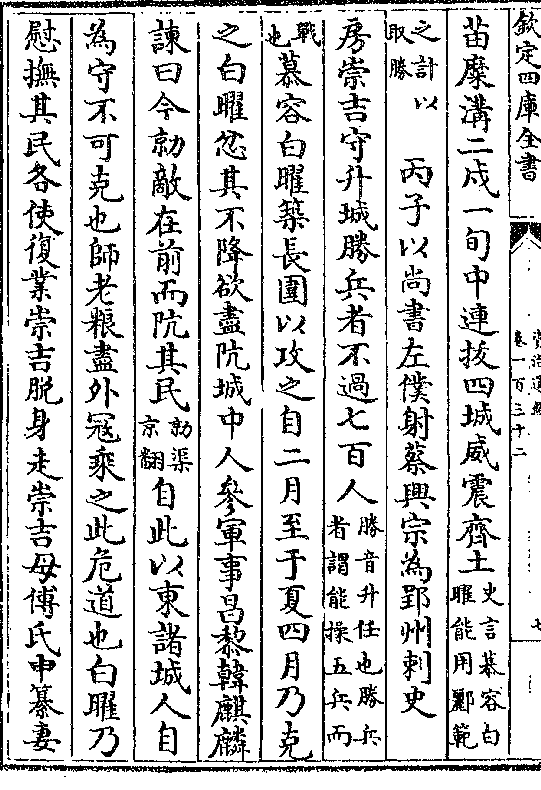 欽定四庫全書
卷一百三十二
七
苗糜溝二戍一旬中連拔四城威震齊土史言慕容白曜能用酈範
之計以取勝 丙子以尚書左僕射蔡興宗為郢州刺史
房崇吉守升城勝兵者不過七百人勝音升任也勝兵者謂能操五兵而
戰也慕容白曜築長圍以攻之自二月至于夏四月乃克
之白曜忿其不降欲盡阬城中人參軍事昌黎韓麒麟
諫曰今勍敵在前而阬其民勍渠京翻自此以東諸城人自
為守不可克也師老粮盡外冦乘之此危道也白曜乃
慰撫其民各使復業崇吉脱身走崇吉母傅氏申纂妻